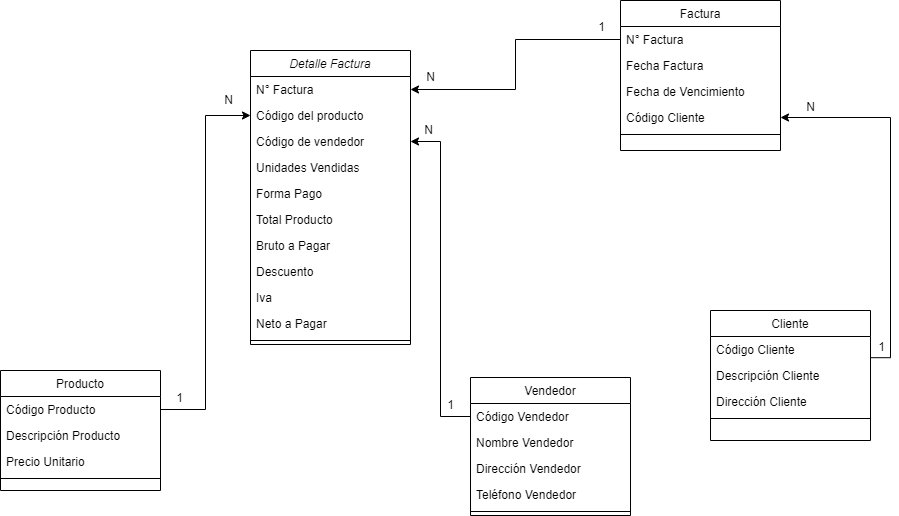 Factura
N° Factura
Fecha Factura
Fecha de Vencimiento
Código Cliente
1
N
N
Detalle Factura
N° Factura
Código del producto
Código de vendedor
Unidades Vendidas
Forma Pago
Total Producto
Bruto a Pagar
Descuento
Iva
Neto a Pagar
N
N
Cliente
Código Cliente
Descripción Cliente
Dirección Cliente
1
Producto
Código Producto
Descripción Producto
Precio Unitario
1
Vendedor
Código Vendedor
Nombre Vendedor
Dirección Vendedor
Teléfono Vendedor
1